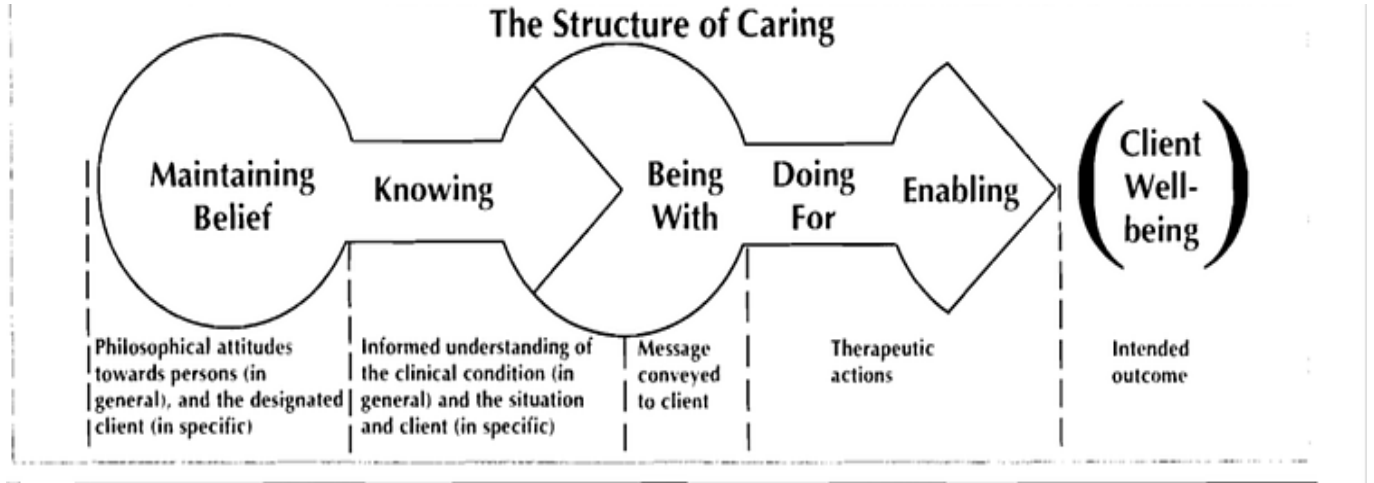 The Structure of Caring
Maintaining
Belief
Knowing
Being
With
Doing
For
Enabling
Client
Well-
being
Philosophical attitudes
towards persons (in
general), and the designated
client (in specific)
Informed understanding of
the clinical condition (in
general) and the situation
and client (in specific)
Message
conveyed
to client
Therapeutic
actions
Intended
outcome